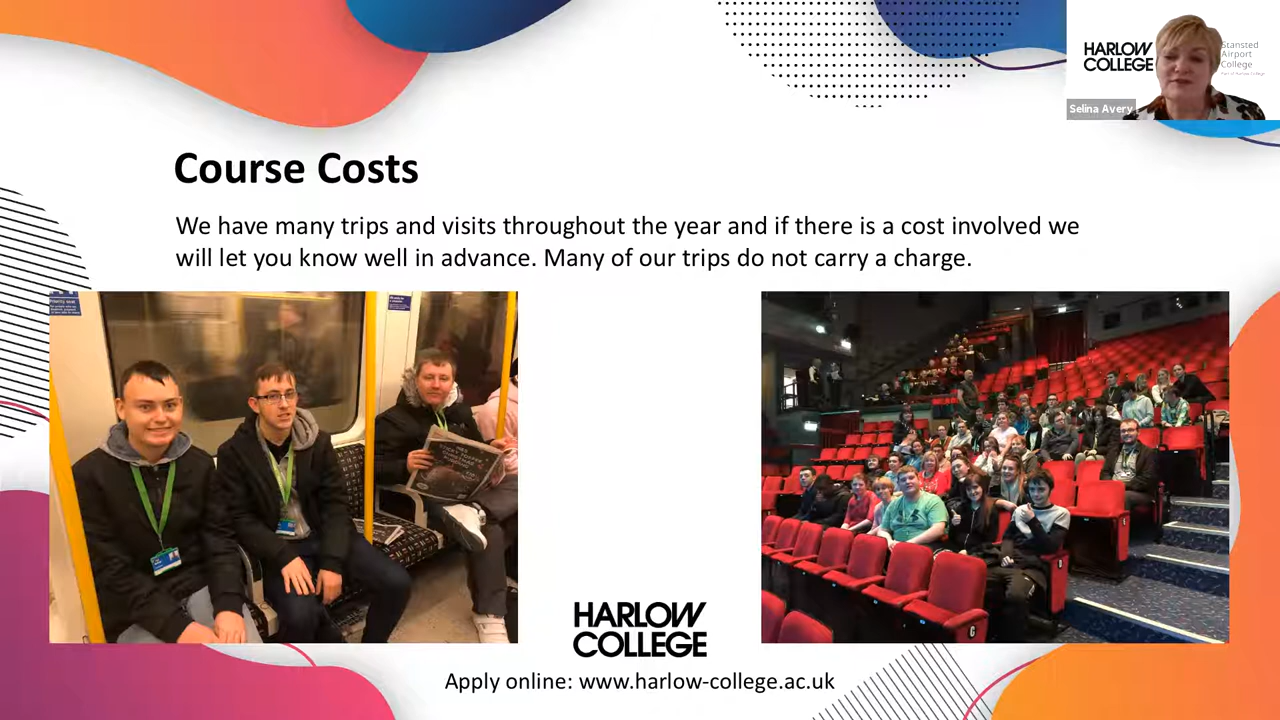 HARLOW
COLLEGE
Stansted
Airport
College
Selina Avery
Course Costs
We have many trips and visits throughout the year and if there is a cost involved we
will let you know well in advance. Many of our trips do not carry a charge.
HARLOW
COLLEGE
Apply online: www.harlow-college.ac.uk